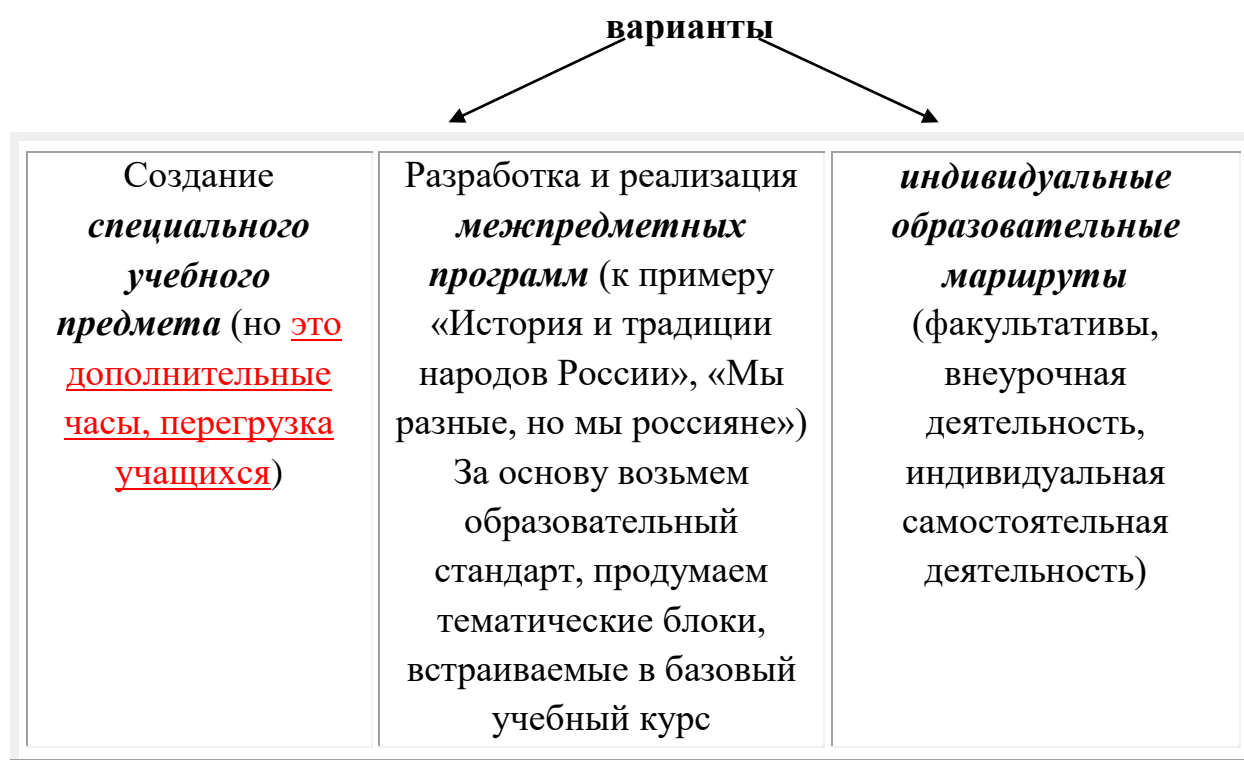 варианты
Создание
специального
учебного
предмета (но это
дополнительные
часы, перегрузка
учащихся)
Разработка и реализация
межпредметных
программ (к примеру
«История и традиции
народов России», «Мы
разные, но мы россияне»)
За основу возьмем
образовательный
стандарт, продумаем
тематические блоки,
встраиваемые в базовый
учебный курс
индивидуальные
образовательные
маршруты
(факультативы,
внеурочная
деятельность,
индивидуальная
самостоятельная
деятельность)